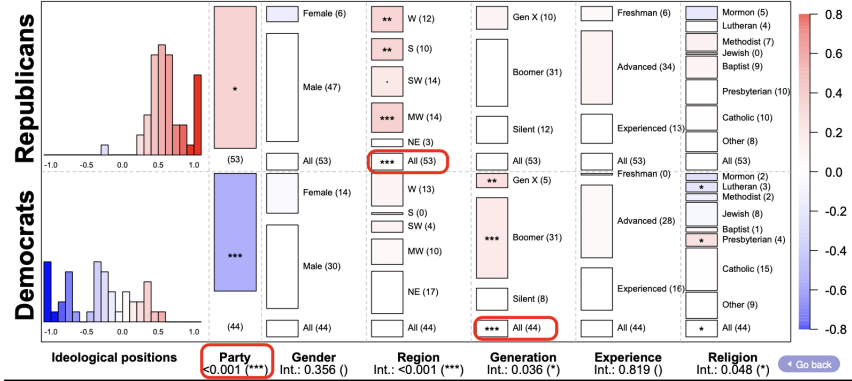 Republicans
-1.0 -0.5 0.0 0.5 1.0
*
(53)
Female (6)
Male (47)
All (53)
** W (12)
** S (10)
. SW (14)
*** MW (14)
NE (3)
*** All (53)
Gen X (10)
Boomer (31)
Silent (12)
All (53)
Freshman (6)
Advanced (34)
Experienced (13)
All (53)
Mormon (5)
Lutheran (4)
Methodist (7)
Jewish (0)
Baptist (9)
Presbyterian (10)
Catholic (10)
Other (8)
All (53)
Democrats
-1.0 -0.5 0.0 0.5 1.0
***
(44)
Female (14)
Male (30)
All (44)
W (13)
S (0)
SW (4)
MW (10)
NE (17)
All (44)
** Gen X (5)
*** Boomer (31)
Silent (8)
*** All (44)
Freshman (0)
Advanced (28)
Experienced (16)
All (44)
Mormon (2)
* Lutheran (3)
Methodist (2)
Jewish (8)
Baptist (1)
* Presbyterian (4)
Catholic (15)
Other (9)
* All (44)
0.8
0.6
0.4
0.2
0.0
-0.2
-0.4
-0.6
-0.8
Ideological positions Party Gender Region Generation Experience Religion
<0.001 (***) Int.: 0.356 () Int.: <0.001 (***) Int.: 0.036 (*) Int.: 0.819 () Int.: 0.048 (*)
Go back